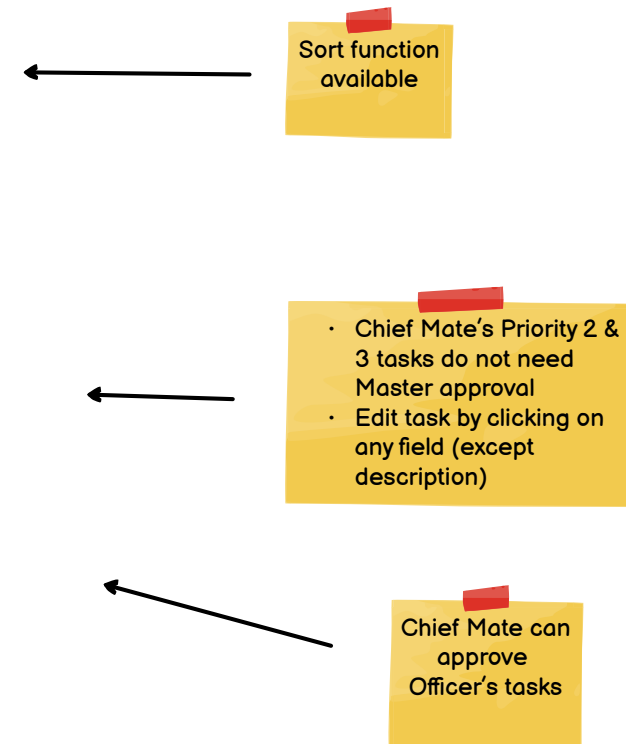 Sort function
available
· Chief Mate's Priority 2 &
3 tasks do not need
Master approval
· Edit task by clicking on
any field (except
description)
Chief Mate can
approve
Officer's tasks